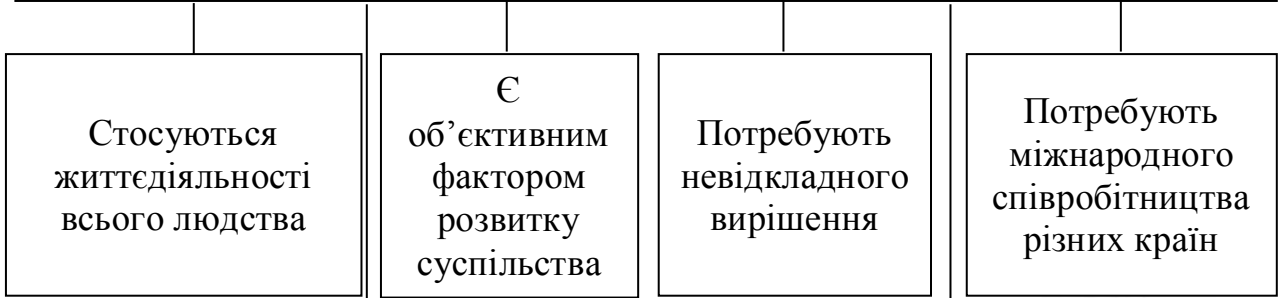 Стосуються
життєдіяльності
всього людства
Є
об’єктивним
фактором
розвитку
суспільства
Потребують
невідкладного
вирішення
Потребують
міжнародного
співробітництва
різних країн